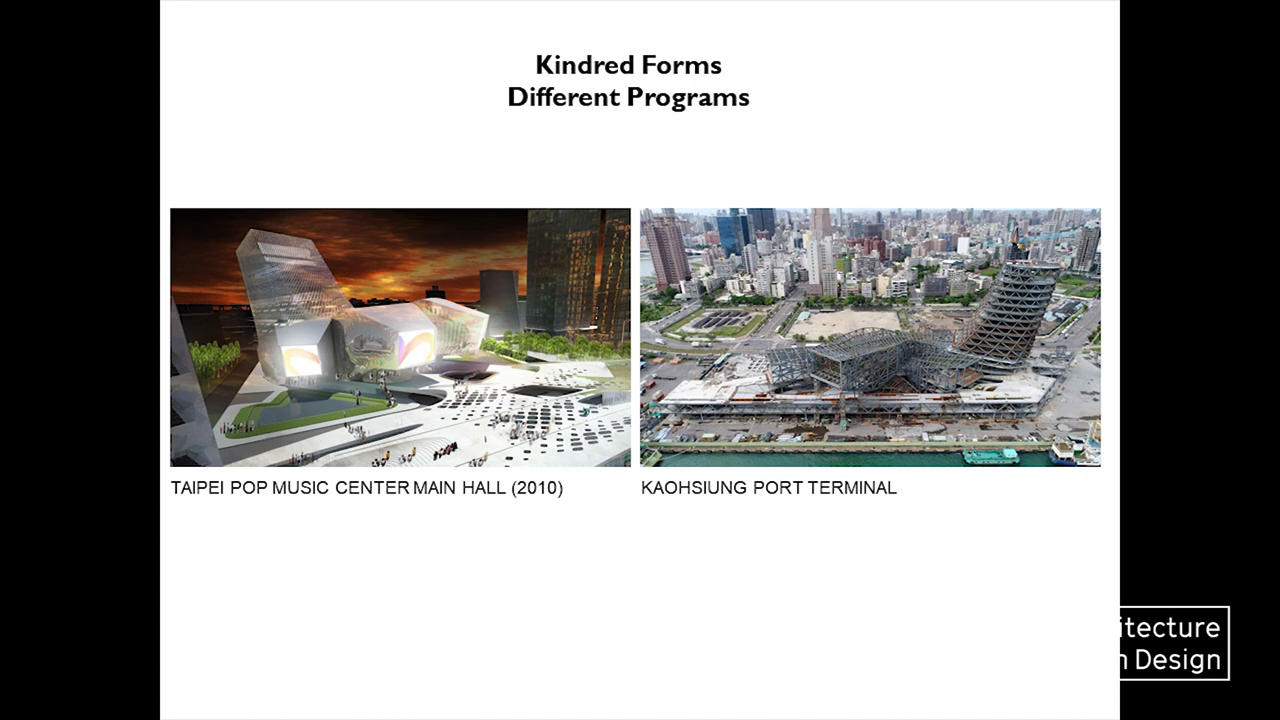 Kindred Forms
Different Programs
TAIPEI POP MUSIC CENTER MAIN HALL (2010)
KAOHSIUNG PORT TERMINAL
itecture
Design